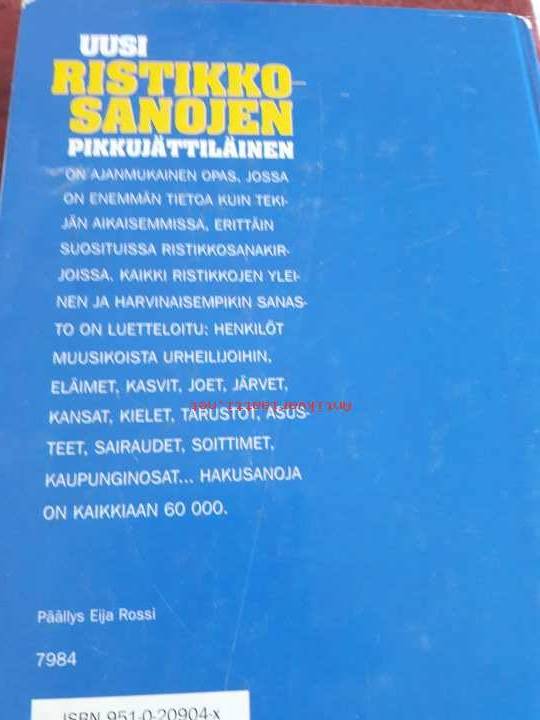 UUSI
RISTIKKO-
SANOJEN
PIKKUJÄTTILÄINEN
ON AJANMUKAINEN OPAS, JOSSA
ON ENEMMÄN TIETOA KUIN TEKI-
JÄN AIKAISEMMISSA, ERITTÄIN
SUOSITUISSA RISTIKKOSANAKIR-
JOISSA. KAIKKI RISTIKKOJEN YLEI-
NEN JA HARVINAISEMPIKIN SANAS-
TO ON LUETTELOITU: HENKILÖT
MUUSIKOISTA URHEILIJOIHIN,
ELÄIMET, KASVIT, JOET, JÄRVET,
KANSAT, KIELET, TARUSTOT, ASUS-
TEET, SAIRAUDET, SOITTIMET,
KAUPUNGINOSAT... HAKUSANOJA
ON KAIKKIAAN 60 000.
Päällys Eija Rossi
7984
ISBN 951-0-20904-x